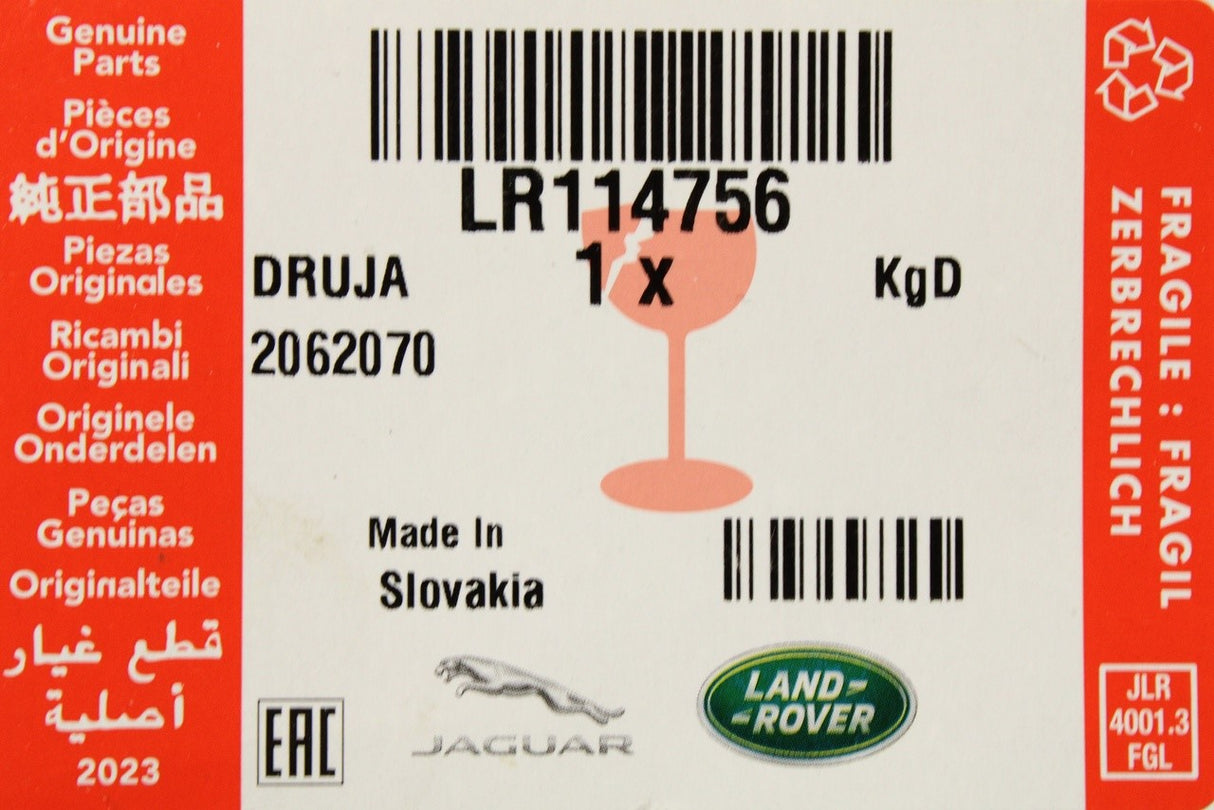 Genuine
Parts
Pièces
d'Origine
純正部品
Piezas
Originales
Ricambi
Originali
Originele
Onderdelen
Peças
Genuinas
Originalteile
قطع غيار
أصلية
2023
LR114756
DRUJA 1 x KgD
2062070
Made In
Slovakia
EAC
JAGUAR
LAND-
-ROVER
FRAGILE : FRAGIL
ZERBRECHLICH
JLR
4001.3
FGL